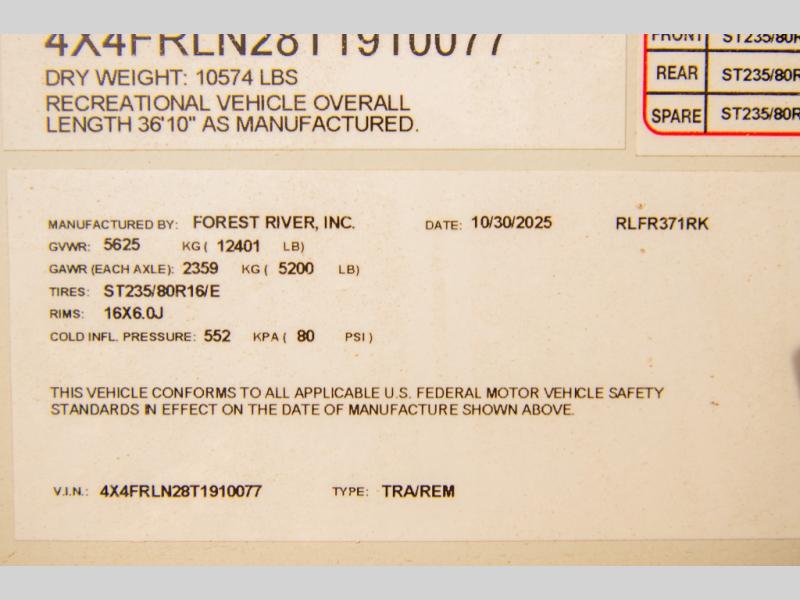 4X4FRLN28T1910077
DRY WEIGHT: 10574 LBS
RECREATIONAL VEHICLE OVERALL
LENGTH 36'10" AS MANUFACTURED.
FRONT ST235/80R
REAR ST235/80R
SPARE ST235/80R
MANUFACTURED BY: FOREST RIVER, INC. DATE: 10/30/2025 RLFR371RK
GVWR: 5625 KG ( 12401 LB)
GAWR (EACH AXLE): 2359 KG ( 5200 LB)
TIRES: ST235/80R16/E
RIMS: 16X6.0J
COLD INFL. PRESSURE: 552 KPA ( 80 PSI )
THIS VEHICLE CONFORMS TO ALL APPLICABLE U.S. FEDERAL MOTOR VEHICLE SAFETY
STANDARDS IN EFFECT ON THE DATE OF MANUFACTURE SHOWN ABOVE.
V.I.N.: 4X4FRLN28T1910077 TYPE: TRA/REM